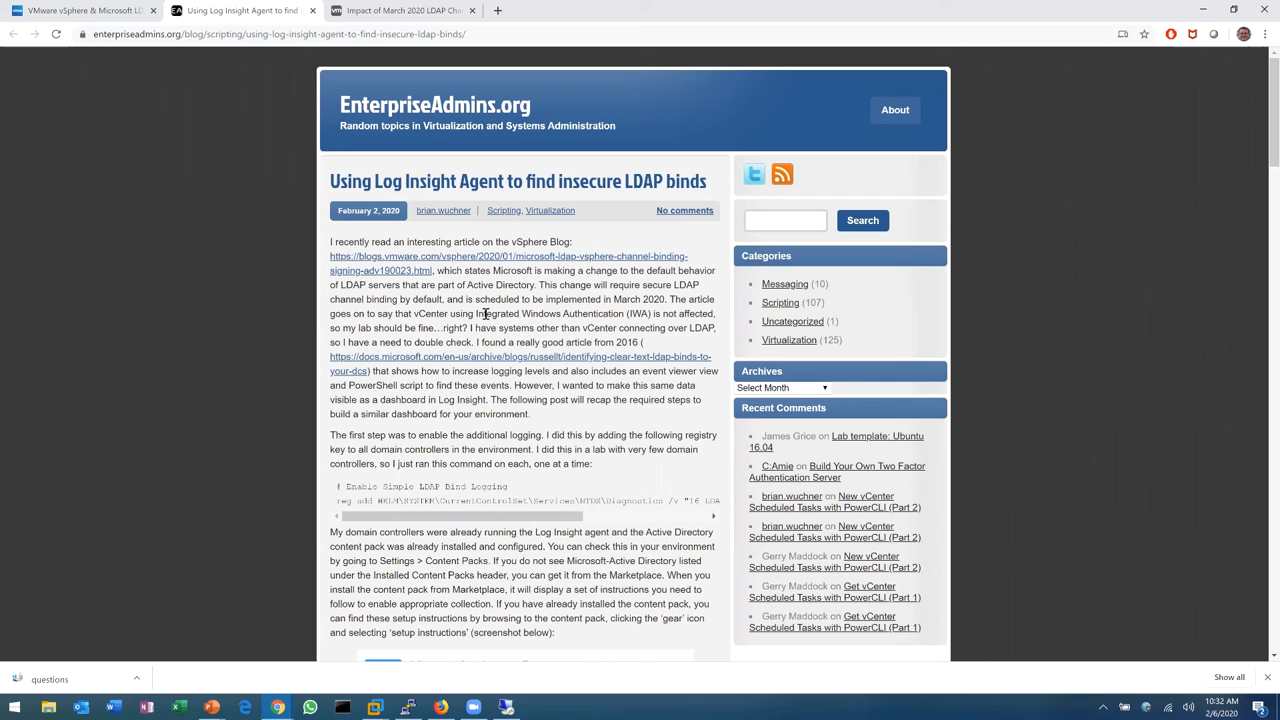 VMware vSphere & Microsoft LD
Using Log Insight Agent to find
Impact of March 2020 LDAP Cha
enterpriseadmins.org/blog/scripting/using-log-insight-agent-to-find-insecure-ldap-binds/
EnterpriseAdmins.org
Random topics in Virtualization and Systems Administration
About
Using Log Insight Agent to find insecure LDAP binds
February 2, 2020 brian.wuchner | Scripting, Virtualization No comments
I recently read an interesting article on the vSphere Blog:
https://blogs.vmware.com/vsphere/2020/01/microsoft-ldap-vsphere-channel-binding-
signing-adv190023.html, which states Microsoft is making a change to the default behavior
of LDAP servers that are part of Active Directory. This change will require secure LDAP
channel binding by default, and is scheduled to be implemented in March 2020. The article
goes on to say that vCenter using Integrated Windows Authentication (IWA) is not affected,
so my lab should be fine…right? I have systems other than vCenter connecting over LDAP,
so I have a need to double check. I found a really good article from 2016 (
https://docs.microsoft.com/en-us/archive/blogs/russellt/identifying-clear-text-ldap-binds-to-
your-dcs) that shows how to increase logging levels and also includes an event viewer view
and PowerShell script to find these events. However, I wanted to make this same data
visible as a dashboard in Log Insight. The following post will recap the required steps to
build a similar dashboard for your environment.
The first step was to enable the additional logging. I did this by adding the following registry
key to all domain controllers in the environment. I did this in a lab with very few domain
controllers, so I just ran this command on each, one at a time:
# Enable Simple LDAP Bind Logging
reg add HKLM\SYSTEM\CurrentControlSet\Services\NTDS\Diagnostics /v "16 LDA
My domain controllers were already running the Log Insight agent and the Active Directory
content pack was already installed and configured. You can check this in your environment
by going to Settings > Content Packs. If you do not see Microsoft-Active Directory listed
under the Installed Content Packs header, you can get it from the Marketplace. When you
install the content pack from Marketplace, it will display a set of instructions you need to
follow to enable appropriate collection. If you have already installed the content pack, you
can find these setup instructions by browsing to the content pack, clicking the 'gear' icon
and selecting 'setup instructions' (screenshot below):
Search
Categories
Messaging (10)
Scripting (107)
Uncategorized (1)
Virtualization (125)
Archives
Select Month
Recent Comments
James Grice on Lab template: Ubuntu
16.04
C:Amie on Build Your Own Two Factor
Authentication Server
brian.wuchner on New vCenter
Scheduled Tasks with PowerCLI (Part 2)
brian.wuchner on New vCenter
Scheduled Tasks with PowerCLI (Part 2)
Gerry Maddock on New vCenter
Scheduled Tasks with PowerCLI (Part 2)
Gerry Maddock on Get vCenter
Scheduled Tasks with PowerCLI (Part 1)
Gerry Maddock on Get vCenter
Scheduled Tasks with PowerCLI (Part 1)
questions
Show all
10:32 AM
2/6/2020